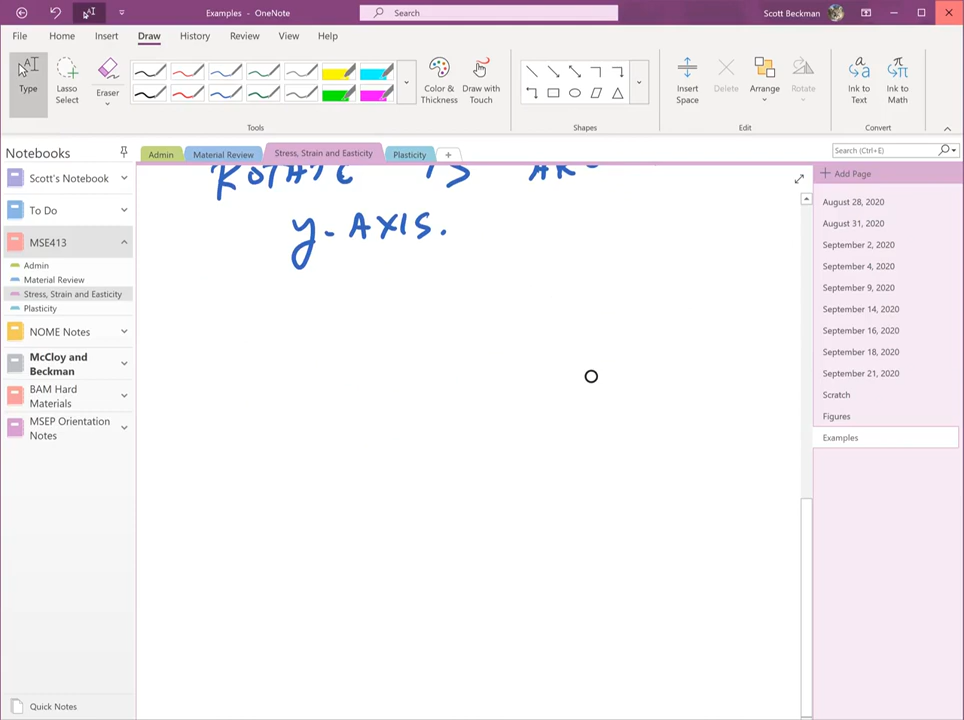 Examples - OneNote
Search
Scott Beckman
File Home Insert Draw History Review View Help
Type
Lasso Select
Eraser
Color & Thickness
Draw with Touch
Insert Space
Delete
Arrange
Rotate
Ink to Text
Ink to Math
Tools
Shapes
Edit
Convert
Notebooks
Admin
Material Review
Stress, Strain and Easticity
Plasticity
Search (Ctrl+E)
Scott's Notebook
To Do
MSE413
Admin
Material Review
Stress, Strain and Easticity
Plasticity
NOME Notes
McCloy and
Beckman
BAM Hard
Materials
MSEP Orientation
Notes
Quick Notes
ROTATE IS
y-AXIS.
Add Page
August 28, 2020
August 31, 2020
September 2, 2020
September 4, 2020
September 9, 2020
September 14, 2020
September 16, 2020
September 18, 2020
September 21, 2020
Scratch
Figures
Examples